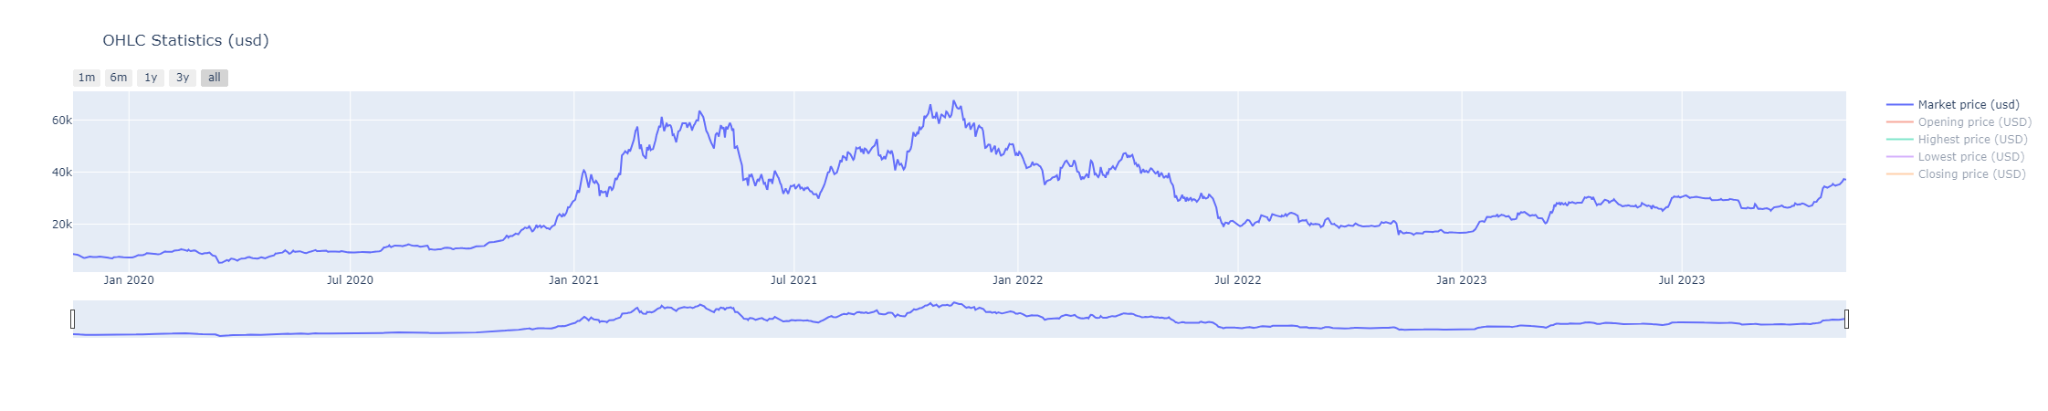 OHLC Statistics (usd)
1m 6m 1y 3y all
60k
40k
20k
Jan 2020 Jul 2020 Jan 2021 Jul 2021 Jan 2022 Jul 2022 Jan 2023 Jul 2023
Market price (usd)
Opening price (USD)
Highest price (USD)
Lowest price (USD)
Closing price (USD)